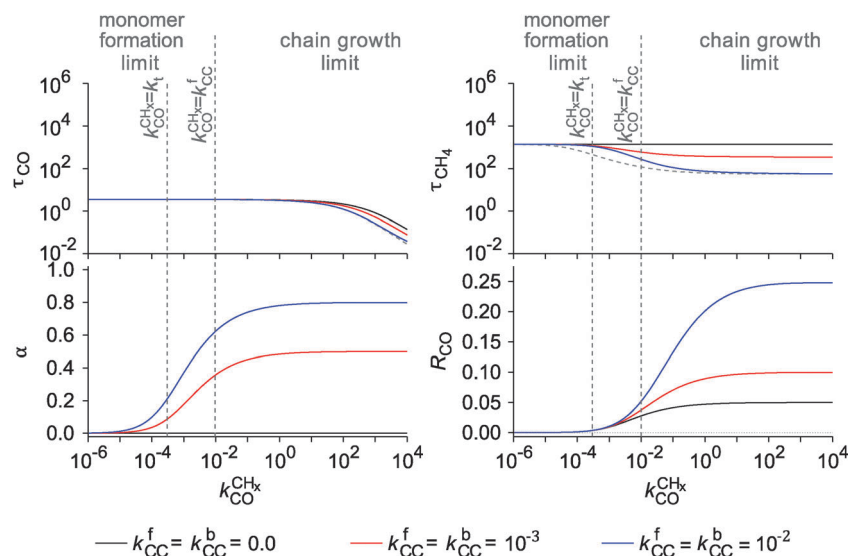 monomer
formation
limit
chain growth
limit
k_CO^CHx=k_t
k_CO^CHx=k_CC^f
τ_CO
10^6
10^4
10^2
10^0
10^-2
α
1.0
0.8
0.6
0.4
0.2
0.0
10^-6 10^-4 10^-2 10^0 10^2 10^4
k_CO^CHx
monomer
formation
limit
chain growth
limit
k_CO^CHx=k_t
k_CO^CHx=k_CC^f
τ_CH4
10^6
10^4
10^2
10^0
10^-2
R_CO
0.25
0.20
0.15
0.10
0.05
0.00
10^-6 10^-4 10^-2 10^0 10^2 10^4
k_CO^CHx
k_CC^f = k_CC^b = 0.0 k_CC^f = k_CC^b = 10^-3 k_CC^f = k_CC^b = 10^-2